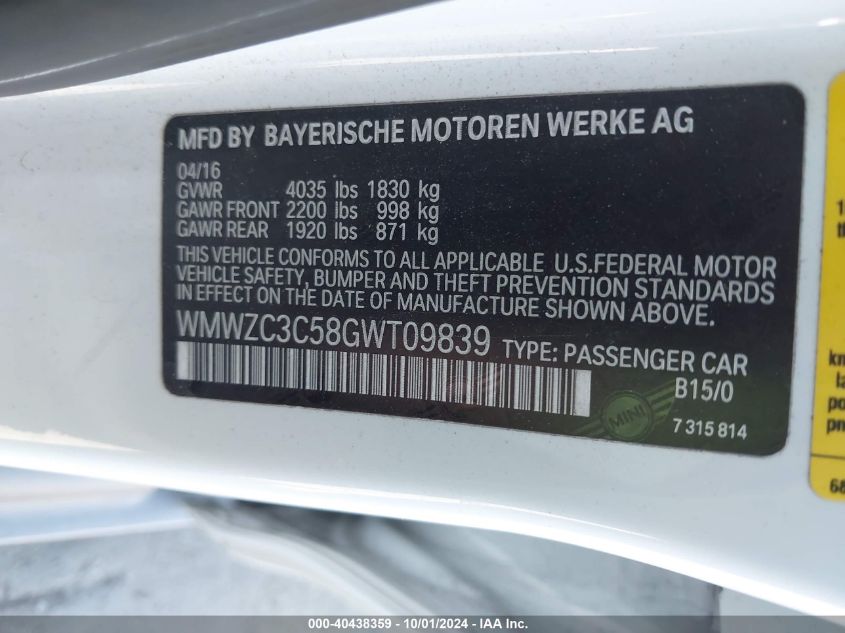 MFD BY BAYERISCHE MOTOREN WERKE AG
04/16
GVWR 4035 lbs 1830 kg
GAWR FRONT 2200 lbs 998 kg
GAWR REAR 1920 lbs 871 kg
THIS VEHICLE CONFORMS TO ALL APPLICABLE U.S.FEDERAL MOTOR
VEHICLE SAFETY, BUMPER AND THEFT PREVENTION STANDARDS IN
EFFECT ON THE DATE OF MANUFACTURE SHOWN ABOVE.
WMWZC3C58GWT09839 TYPE: PASSENGER CAR
B15/0
MINI
7 315 814
000-40438359 - 10/01/2024 - IAA Inc.